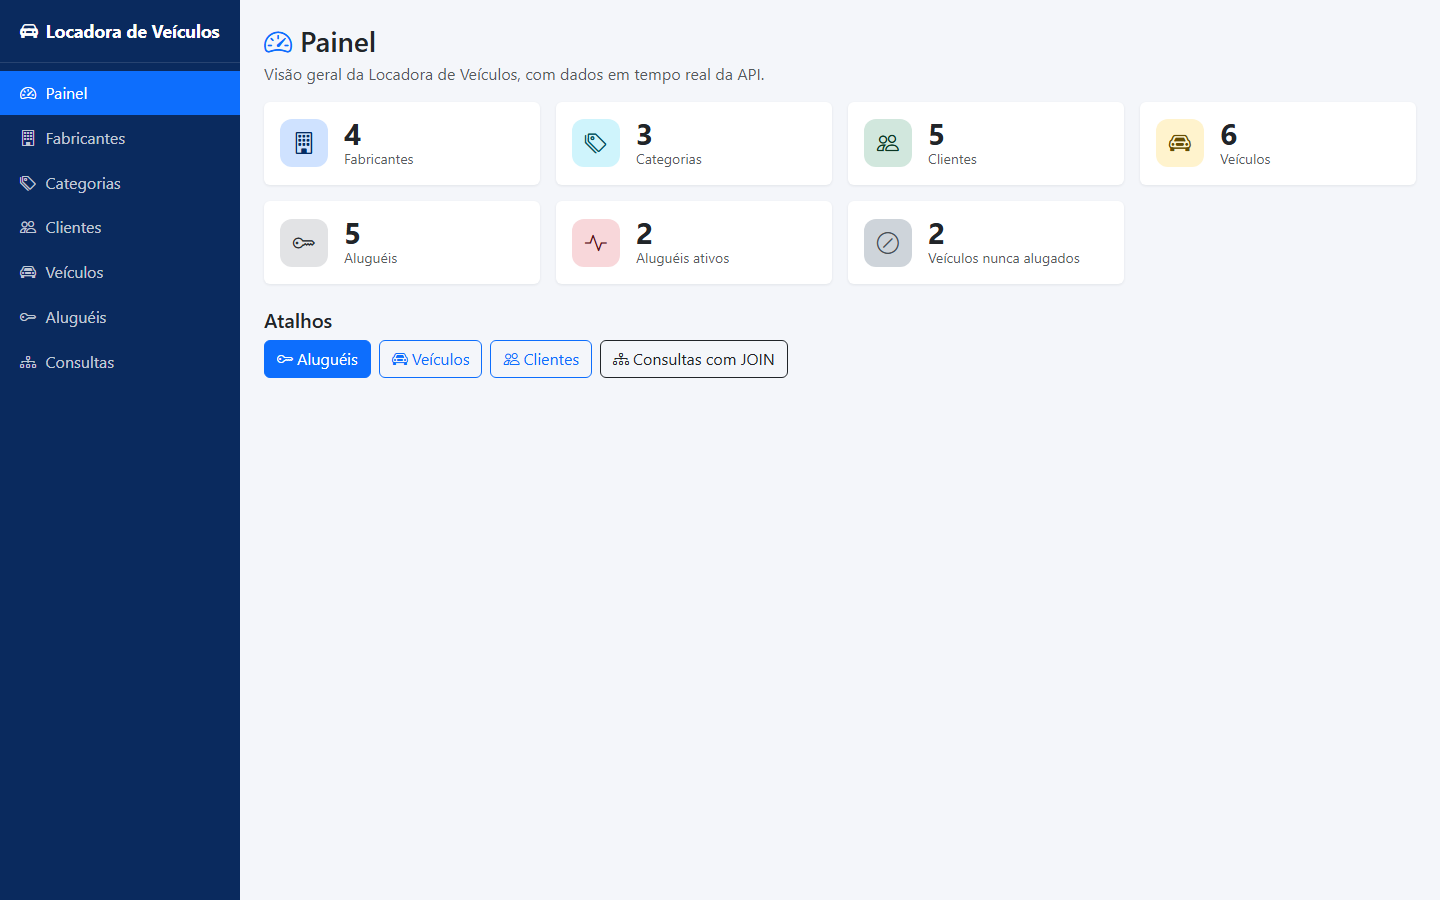 Locadora de Veículos
Painel
Fabricantes
Categorias
Clientes
Veículos
Aluguéis
Consultas
Painel
Visão geral da Locadora de Veículos, com dados em tempo real da API.
4
Fabricantes
3
Categorias
5
Clientes
6
Veículos
5
Aluguéis
2
Aluguéis ativos
2
Veículos nunca alugados
Atalhos
Aluguéis
Veículos
Clientes
Consultas com JOIN